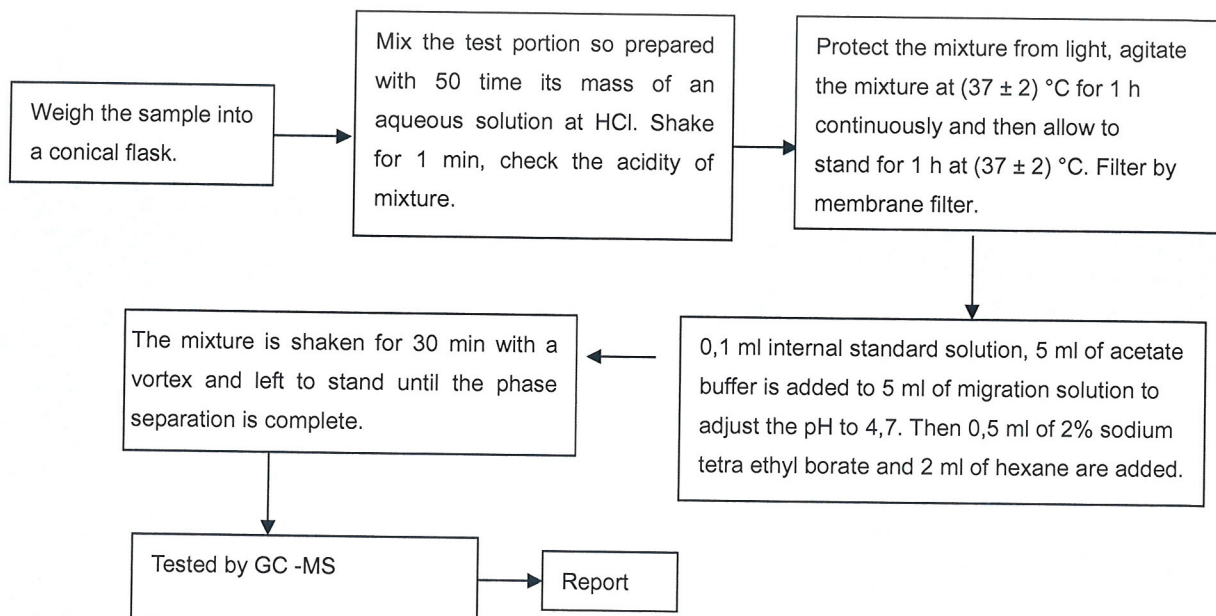 Weigh the sample into
a conical flask.
Mix the test portion so prepared
with 50 time its mass of an
aqueous solution at HCl. Shake
for 1 min, check the acidity of
mixture.
Protect the mixture from light, agitate
the mixture at (37 ± 2) °C for 1 h
continuously and then allow to
stand for 1 h at (37 ± 2) °C. Filter by
membrane filter.
0,1 ml internal standard solution, 5 ml of acetate
buffer is added to 5 ml of migration solution to
adjust the pH to 4,7. Then 0,5 ml of 2% sodium
tetra ethyl borate and 2 ml of hexane are added.
The mixture is shaken for 30 min with a
vortex and left to stand until the phase
separation is complete.
Tested by GC -MS
Report